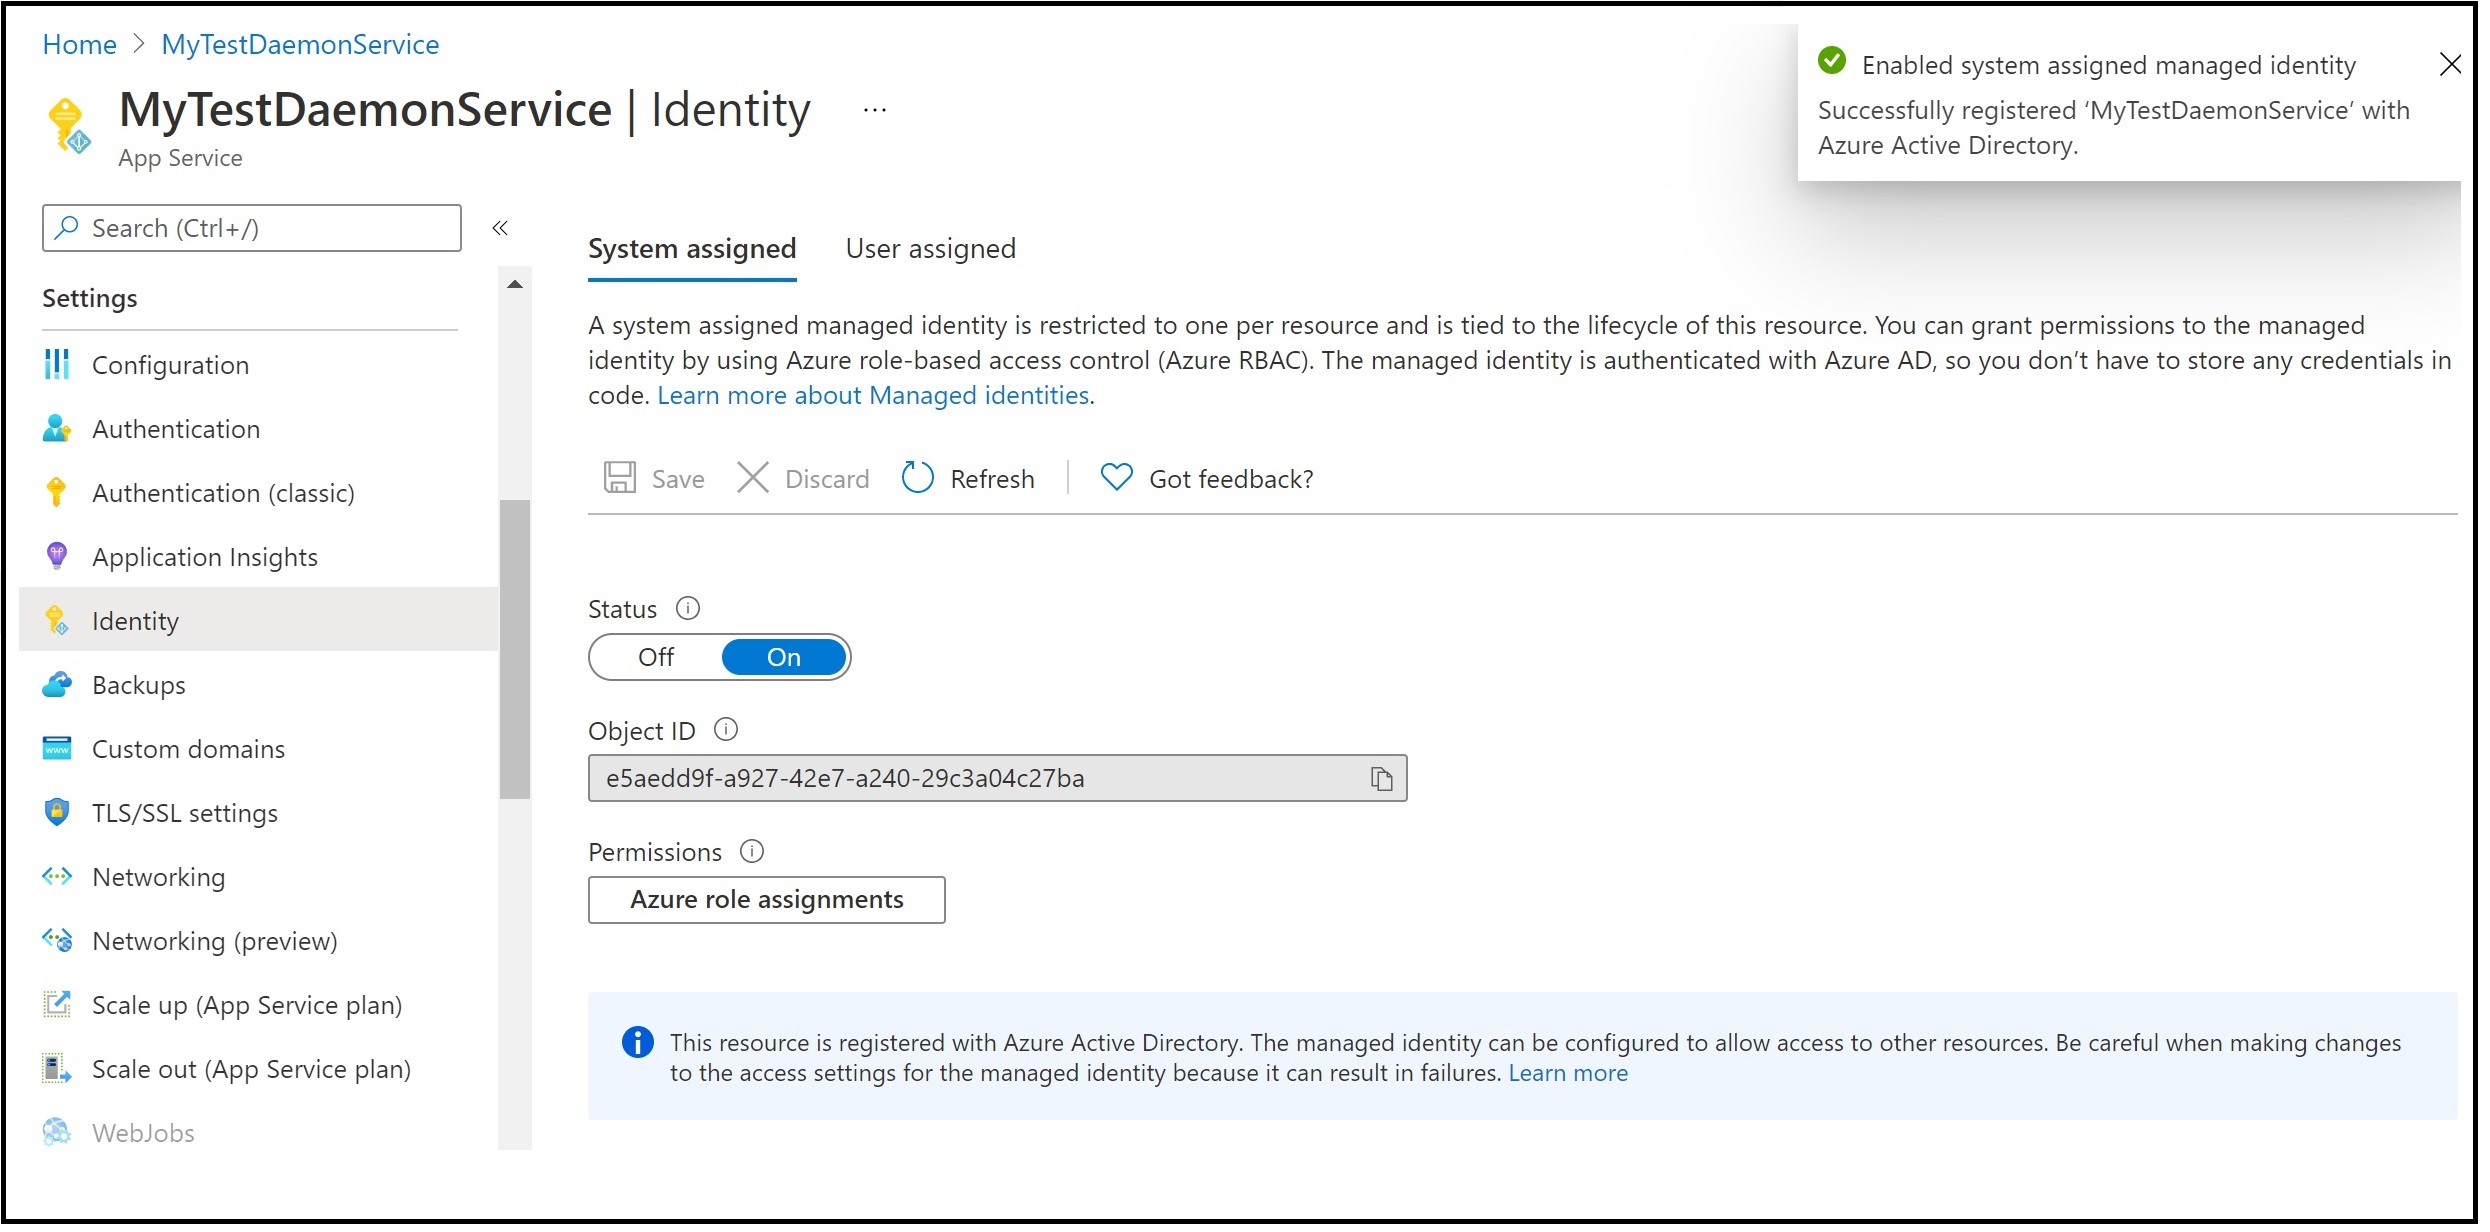 Home > MyTestDaemonService
MyTestDaemonService | Identity ...
App Service
Enabled system assigned managed identity
Successfully registered ‘MyTestDaemonService’ with
Azure Active Directory.
Search (Ctrl+/)
«
Settings
Configuration
Authentication
Authentication (classic)
Application Insights
Identity
Backups
Custom domains
TLS/SSL settings
Networking
Networking (preview)
Scale up (App Service plan)
Scale out (App Service plan)
WebJobs
System assigned User assigned
A system assigned managed identity is restricted to one per resource and is tied to the lifecycle of this resource. You can grant permissions to the managed
identity by using Azure role-based access control (Azure RBAC). The managed identity is authenticated with Azure AD, so you don’t have to store any credentials in
code. Learn more about Managed identities.
Save Discard Refresh Got feedback?
Status
Off On
Object ID
e5aedd9f-a927-42e7-a240-29c3a04c27ba
Permissions
Azure role assignments
This resource is registered with Azure Active Directory. The managed identity can be configured to allow access to other resources. Be careful when making changes
to the access settings for the managed identity because it can result in failures. Learn more